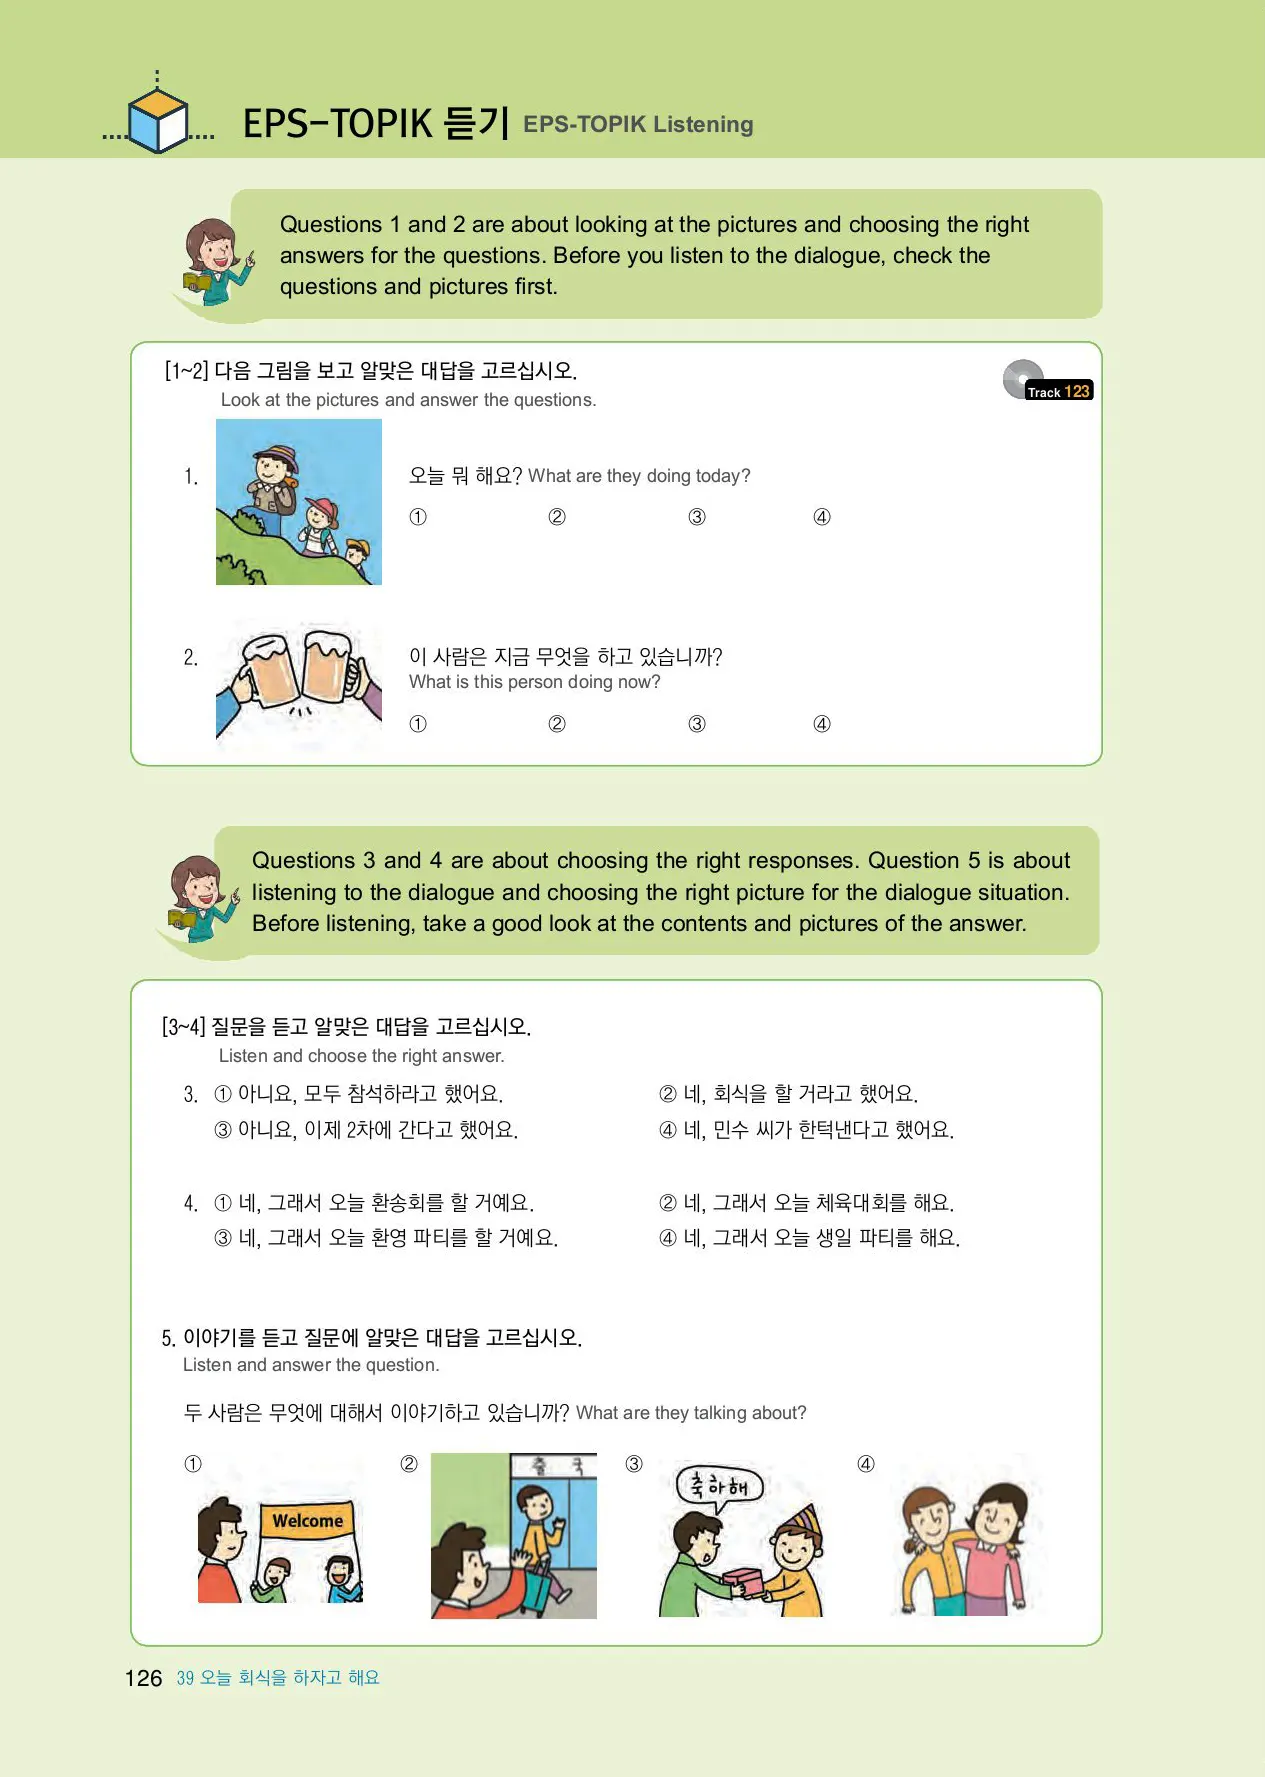 EPS-TOPIK 듣기 EPS-TOPIK Listening
Questions 1 and 2 are about looking at the pictures and choosing the right
answers for the questions. Before you listen to the dialogue, check the
questions and pictures first.
[1~2] 다음 그림을 보고 알맞은 대답을 고르십시오.
Look at the pictures and answer the questions.
Track 123
1. 오늘 뭐 해요? What are they doing today?
① ② ③ ④
2. 이 사람은 지금 무엇을 하고 있습니까?
What is this person doing now?
① ② ③ ④
Questions 3 and 4 are about choosing the right responses. Question 5 is about
listening to the dialogue and choosing the right picture for the dialogue situation.
Before listening, take a good look at the contents and pictures of the answer.
[3~4] 질문을 듣고 알맞은 대답을 고르십시오.
Listen and choose the right answer.
3. ① 아니요, 모두 참석하라고 했어요. ② 네, 회식을 할 거라고 했어요.
③ 아니요, 이제 2차에 간다고 했어요. ④ 네, 민수 씨가 한턱낸다고 했어요.
4. ① 네, 그래서 오늘 환송회를 할 거예요. ② 네, 그래서 오늘 체육대회를 해요.
③ 네, 그래서 오늘 환영 파티를 할 거예요. ④ 네, 그래서 오늘 생일 파티를 해요.
5. 이야기를 듣고 질문에 알맞은 대답을 고르십시오.
Listen and answer the question.
두 사람은 무엇에 대해서 이야기하고 있습니까? What are they talking about?
① ② ③ ④
Welcome
출국
축하해
126 39 오늘 회식을 하자고 해요